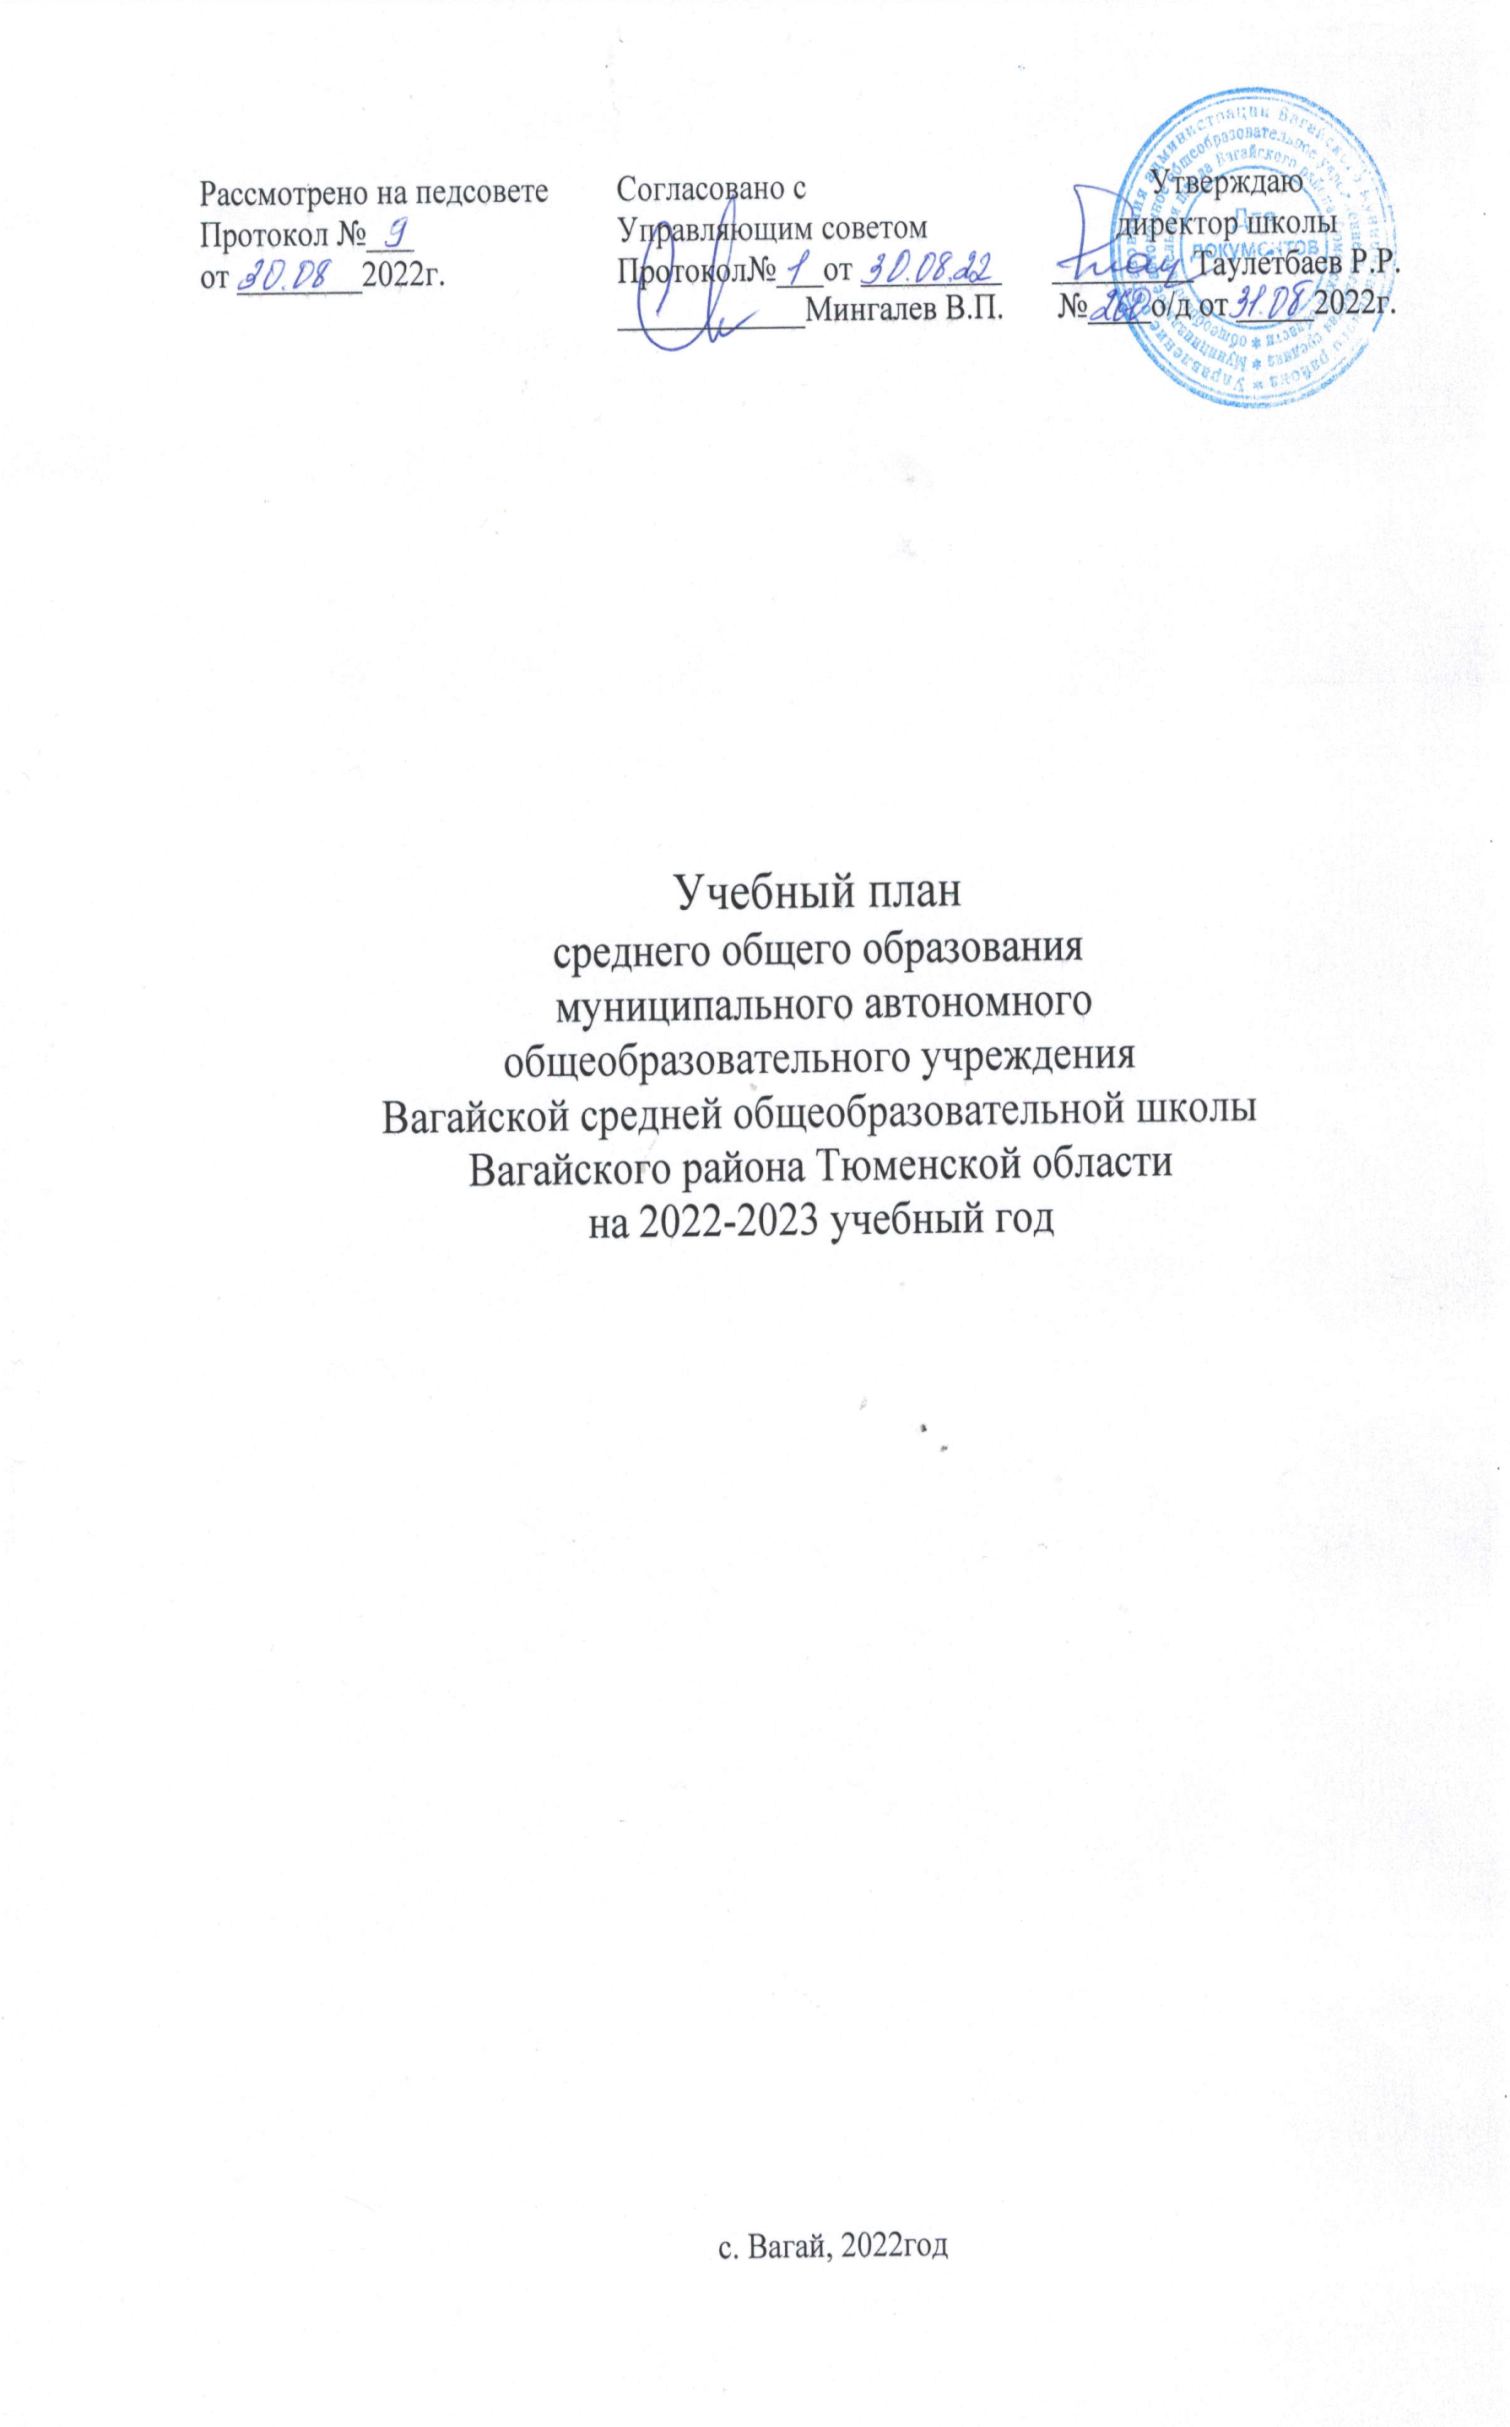 Рассмотрено на педсовете
Протокол № 9
от 30.08 2022г.
Согласовано с
Управляющим советом
Протокол№ 1 от 30.08.22
Мингалев В.П.
Утверждаю
директор школы
Таулетбаев Р.Р.
№ о/д от 31.08 2022г.
Для
документов
Учебный план
среднего общего образования
муниципального автономного
общеобразовательного учреждения
Вагайской средней общеобразовательной школы
Вагайского района Тюменской области
на 2022-2023 учебный год
с. Вагай, 2022год